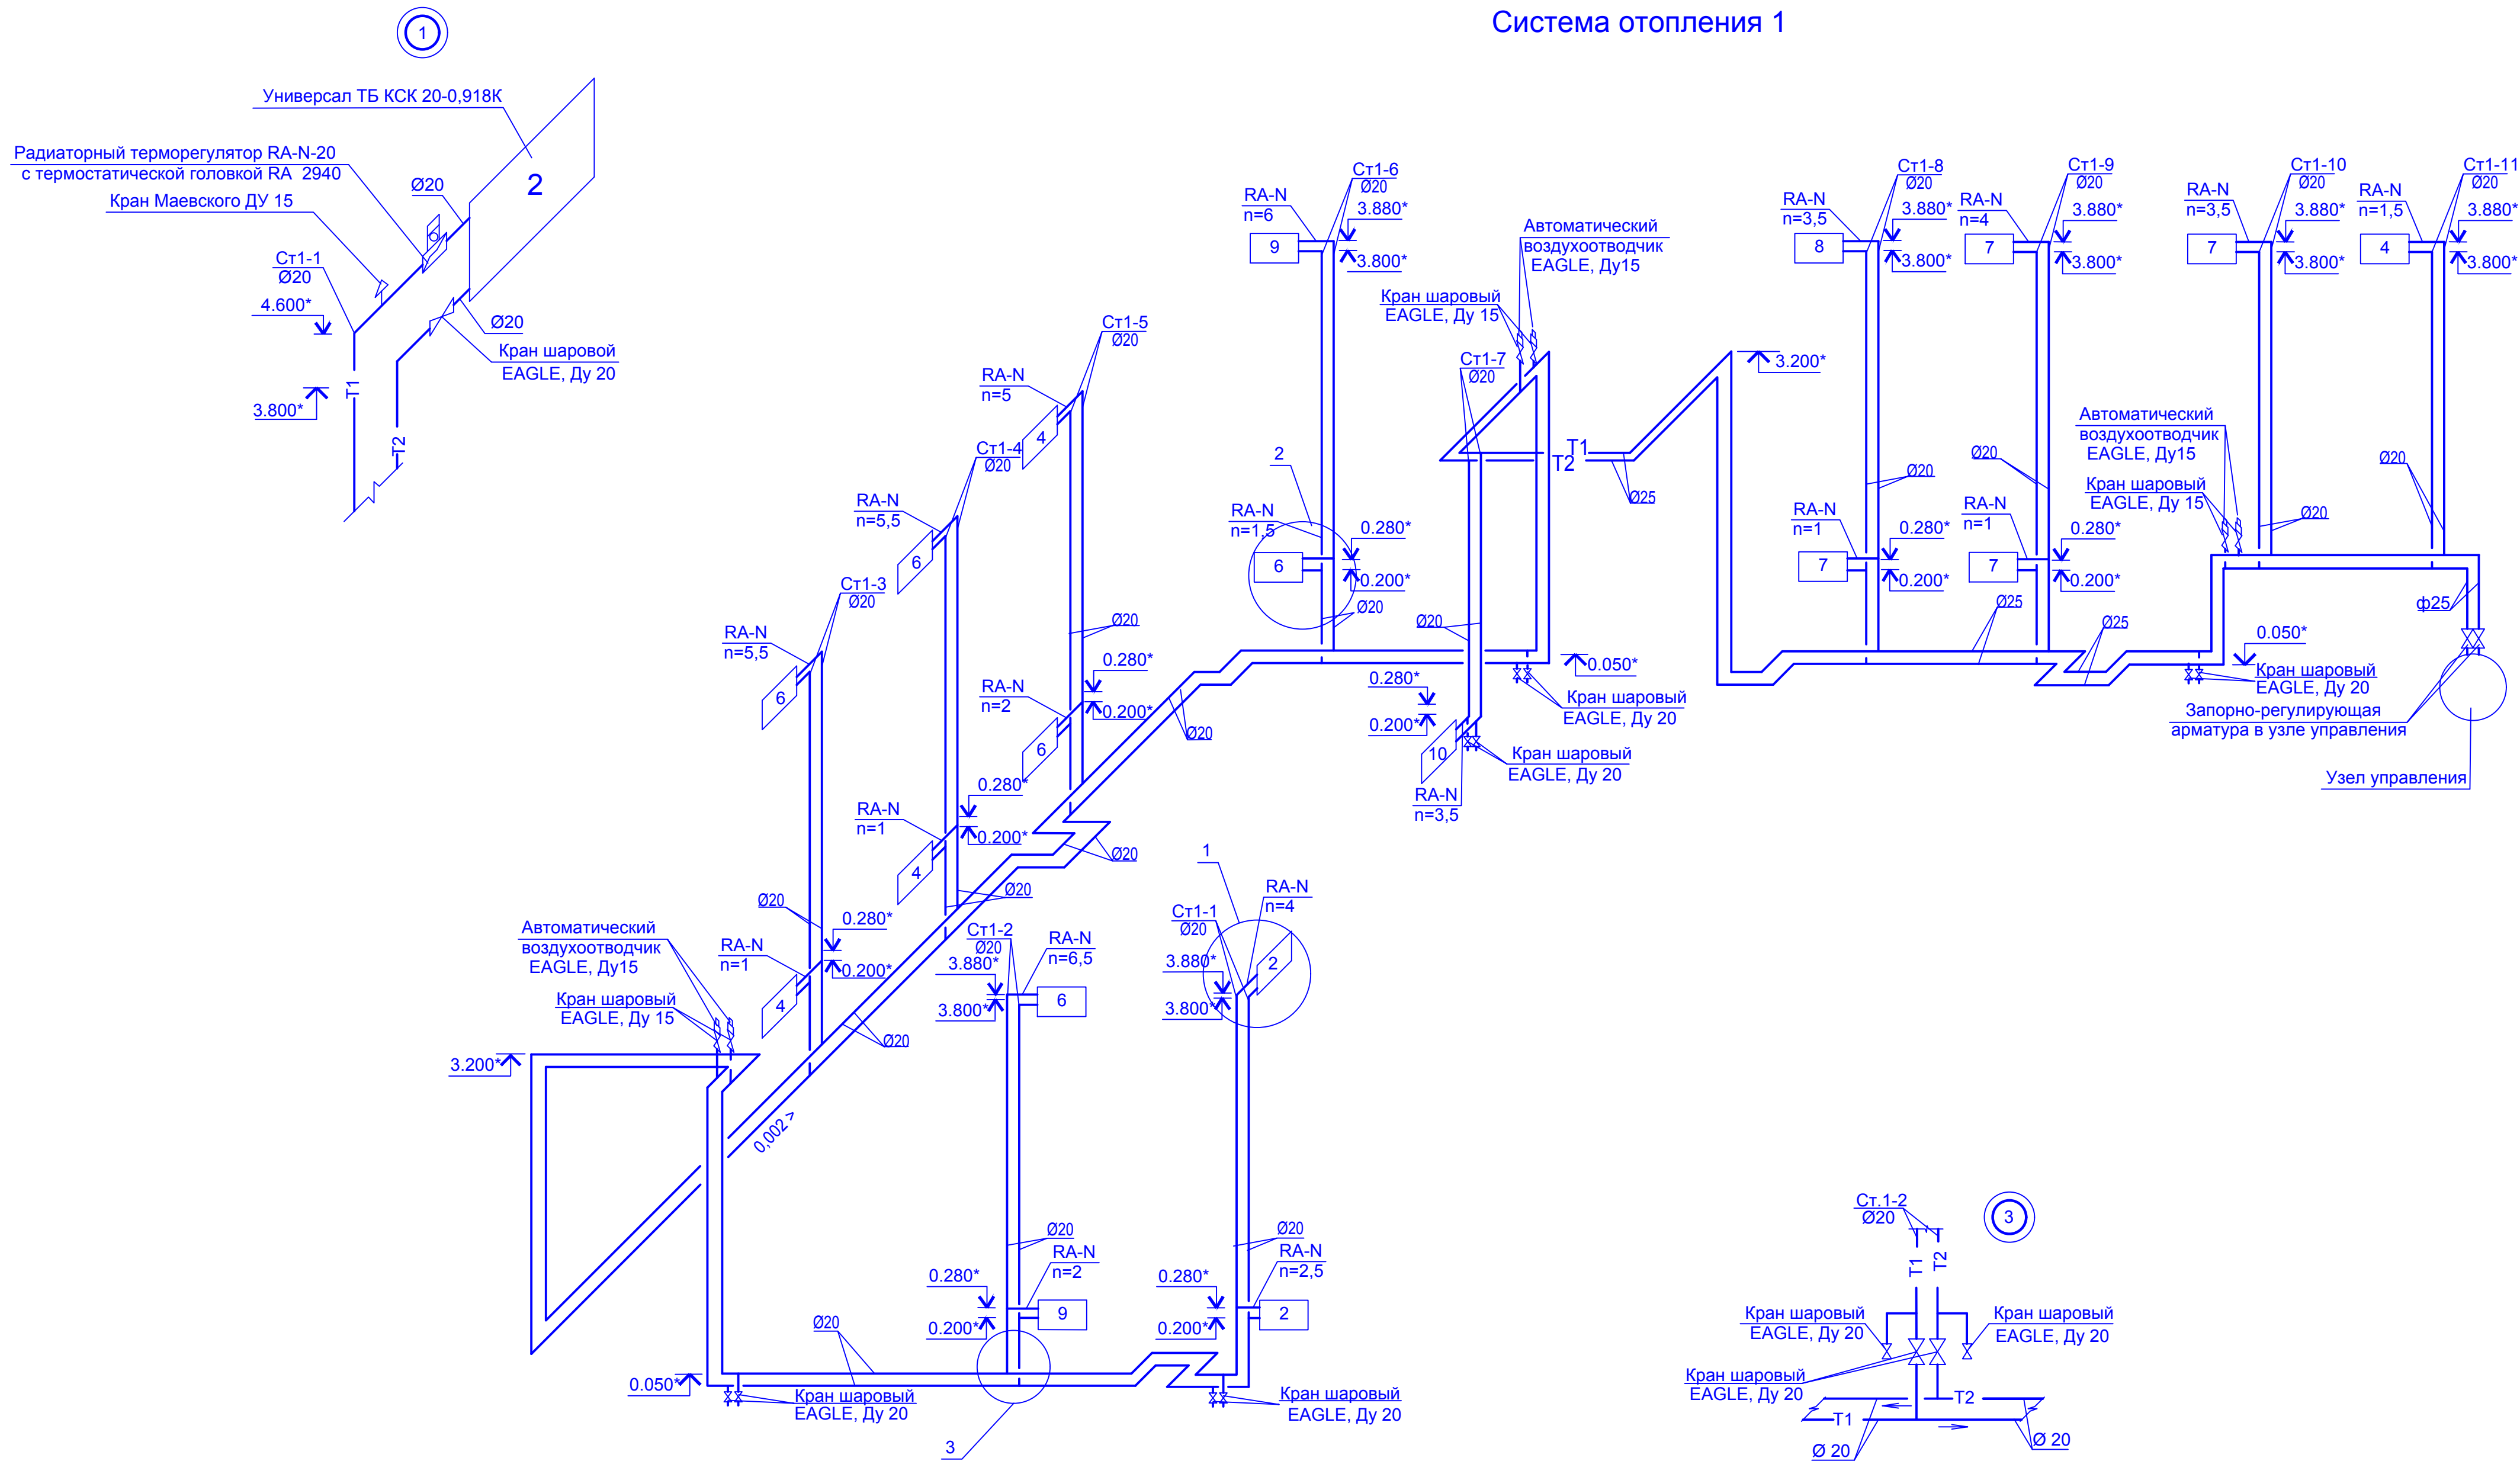 Система отопления 1
1
Универсал ТБ КСК 20-0,918К
Радиаторный терморегулятор RA-N-20
с термостатической головкой RA 2940
Кран Маевского ДУ 15
Ø20
2
Ст1-1
Ø20
4.600*
3.800*
T1
T2
Ø20
Кран шаровой
EAGLE, Ду 20
Ст1-3
Ø20
RA-N
n=5,5
6
Ø20
0.280*
0.200*
RA-N
n=1
4
Ст1-4
Ø20
RA-N
n=5,5
6
0.280*
0.200*
RA-N
n=1
4
Ø20
Ст1-5
Ø20
RA-N
n=5
4
Ø20
0.280*
0.200*
RA-N
n=2
6
Ø20
Ø20
Ст1-6
Ø20
RA-N
n=6
3.880*
3.800*
9
2
RA-N
n=1,5
0.280*
0.200*
6
Ø20
Автоматический
воздухоотводчик
EAGLE, Ду15
Кран шаровый
EAGLE, Ду 15
Ст1-7
Ø20
T1
T2
Ø25
3.200*
Ø20
0.280*
0.200*
0.050*
10
RA-N
n=3,5
Кран шаровый
EAGLE, Ду 20
Кран шаровый
EAGLE, Ду 20
Ст1-8
Ø20
RA-N
n=3,5
3.880*
3.800*
8
Ø20
RA-N
n=1
0.280*
0.200*
7
Ст1-9
Ø20
RA-N
n=4
3.880*
3.800*
7
Ø20
RA-N
n=1
0.280*
0.200*
7
Ø25
Ø25
Ст1-10
Ø20
RA-N
n=3,5
3.880*
3.800*
7
Ø20
Ст1-11
Ø20
RA-N
n=1,5
3.880*
3.800*
4
Ø20
Автоматический
воздухоотводчик
EAGLE, Ду15
Кран шаровый
EAGLE, Ду 15
ф25
0.050*
Кран шаровый
EAGLE, Ду 20
Запорно-регулирующая
арматура в узле управления
Узел управления
Автоматический
воздухоотводчик
EAGLE, Ду15
Кран шаровый
EAGLE, Ду 15
3.200*
Ø20
0,002 >
Ст1-2
Ø20
3.880*
3.800*
RA-N
n=6,5
6
Ø20
RA-N
n=2
0.280*
0.200*
9
1
Ст1-1
Ø20
RA-N
n=4
3.880*
3.800*
2
Ø20
RA-N
n=2,5
0.280*
0.200*
2
Ø20
0.050*
Кран шаровый
EAGLE, Ду 20
Кран шаровый
EAGLE, Ду 20
3
Ст.1-2
Ø20
3
T1
T2
Кран шаровый
EAGLE, Ду 20
Кран шаровый
EAGLE, Ду 20
Кран шаровый
EAGLE, Ду 20
T2
T1
Ø 20
Ø 20